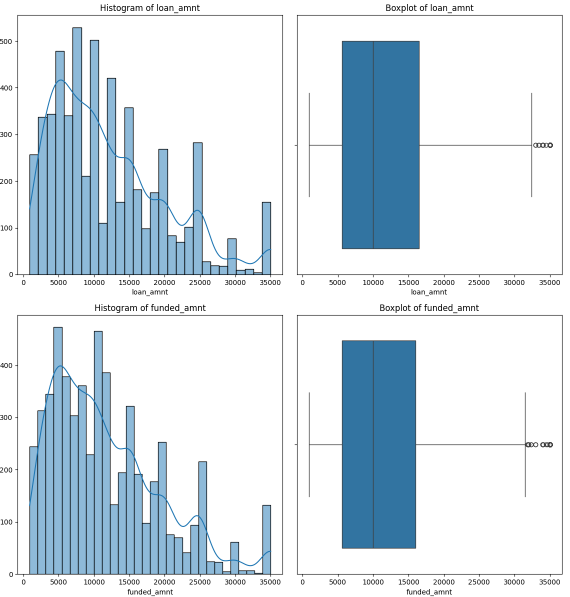 Histogram of loan_amnt
Boxplot of loan_amnt
500
400
300
200
100
0
0 5000 10000 15000 20000 25000 30000 35000
loan_amnt
0 5000 10000 15000 20000 25000 30000 35000
loan_amnt
Histogram of funded_amnt
Boxplot of funded_amnt
400
300
200
100
0
0 5000 10000 15000 20000 25000 30000 35000
funded_amnt
0 5000 10000 15000 20000 25000 30000 35000
funded_amnt